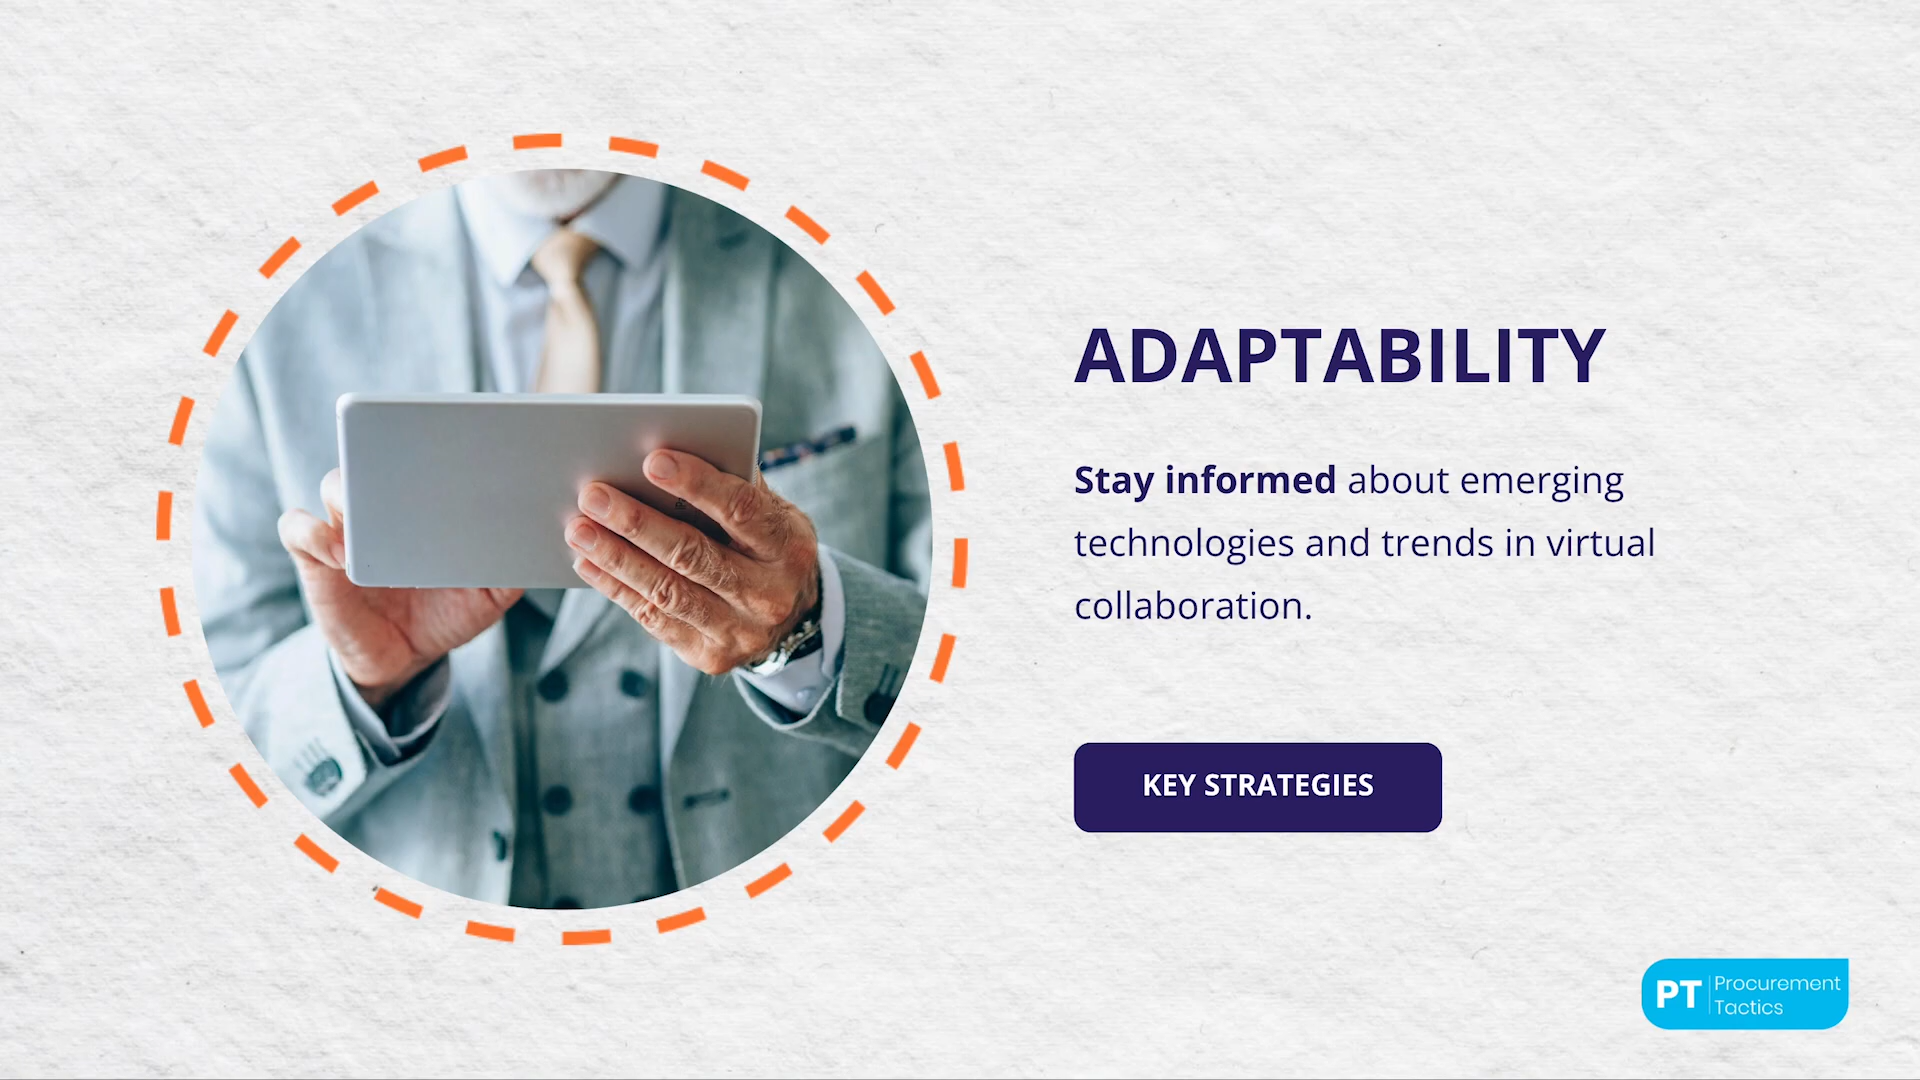 ADAPTABILITY
Stay informed about emerging
technologies and trends in virtual
collaboration.
KEY STRATEGIES
PT Procurement
Tactics